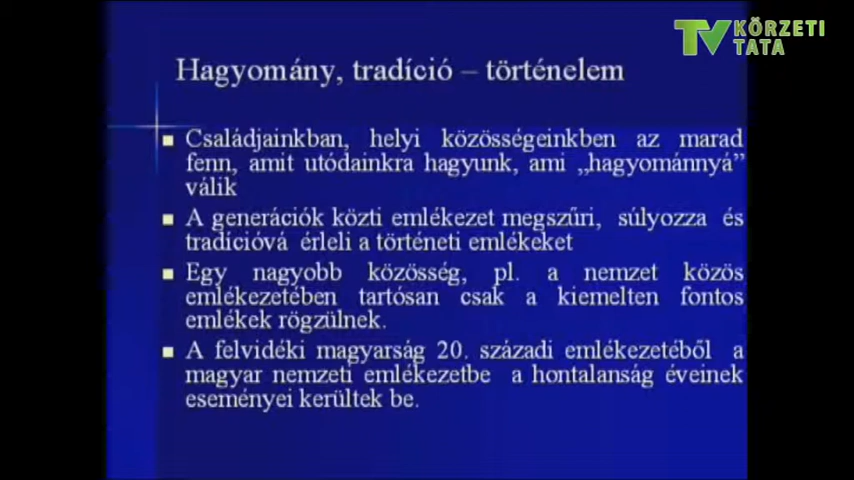 TV KÖRZETI
TATA
Hagyomány, tradíció – történelem
Családjainkban, helyi közösségeinkben az marad
fenn, amit utódainkra hagyunk, ami „hagyománnyá”
válik
A generációk közti emlékezet megszűri, súlyozza és
tradícióvá érleli a történeti emlékeket
Egy nagyobb közösség, pl. a nemzet közös
emlékezetében tartósan csak a kiemelten fontos
emlékek rögzülnek.
A felvidéki magyarság 20. századi emlékezetéből a
magyar nemzeti emlékezetbe a hontalanság éveinek
eseményei kerültek be.